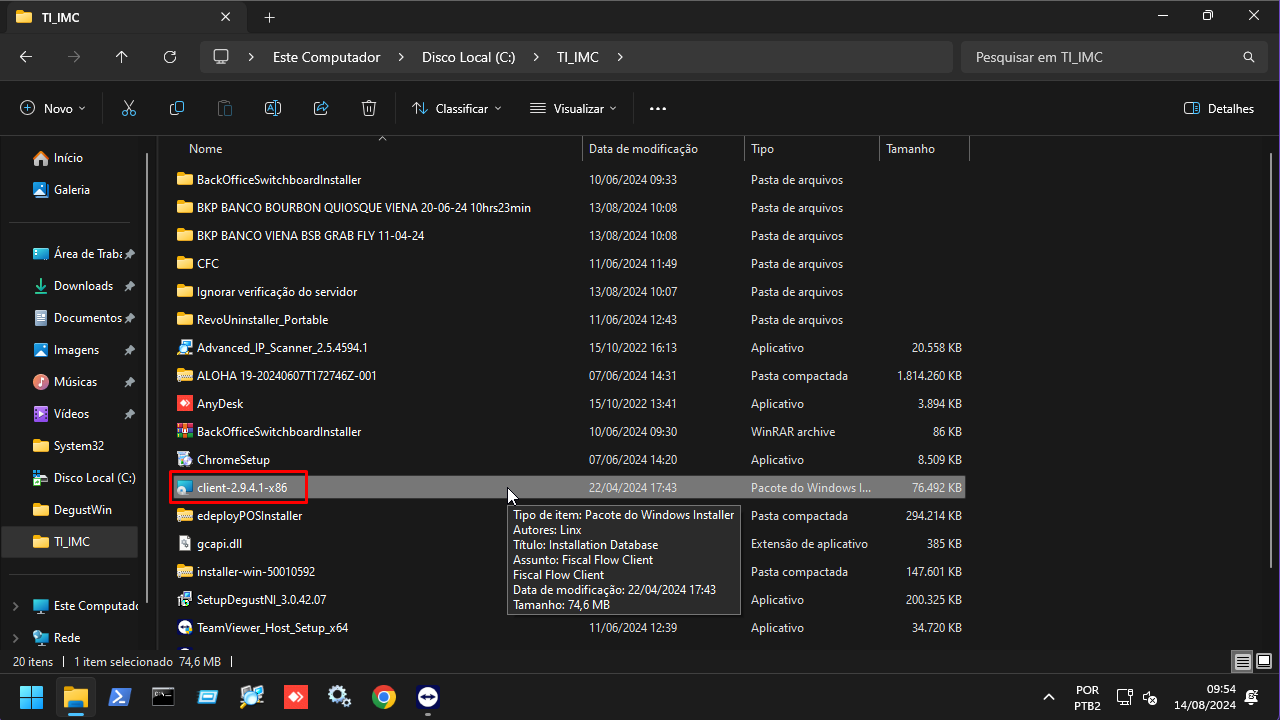 TI_IMC
Este Computador > Disco Local (C:) > TI_IMC >
Pesquisar em TI_IMC
Novo
Classificar
Visualizar
Detalhes
Início
Galeria
Área de Traba
Downloads
Documentos
Imagens
Músicas
Vídeos
System32
Disco Local (C:)
DegustWin
TI_IMC
Este Computado
Rede
Nome Data de modificação Tipo Tamanho
BackOfficeSwitchboardInstaller 10/06/2024 09:33 Pasta de arquivos
BKP BANCO BOURBON QUIOSQUE VIENA 20-06-24 10hrs23min 13/08/2024 10:08 Pasta de arquivos
BKP BANCO VIENA BSB GRAB FLY 11-04-24 13/08/2024 10:08 Pasta de arquivos
CFC 11/06/2024 11:49 Pasta de arquivos
Ignorar verificação do servidor 13/08/2024 10:07 Pasta de arquivos
RevoUninstaller_Portable 11/06/2024 12:43 Pasta de arquivos
Advanced_IP_Scanner_2.5.4594.1 15/10/2022 16:13 Aplicativo 20.558 KB
ALOHA 19-20240607T172746Z-001 07/06/2024 14:31 Pasta compactada 1.814.260 KB
AnyDesk 15/10/2022 13:41 Aplicativo 3.894 KB
BackOfficeSwitchboardInstaller 10/06/2024 09:30 WinRAR archive 86 KB
ChromeSetup 07/06/2024 14:20 Aplicativo 8.509 KB
client-2.9.4.1-x86 22/04/2024 17:43 Pacote do Windows I... 76.492 KB
edeployPOSInstaller Pasta compactada 294.214 KB
gcapi.dll Extensão de aplicativo 385 KB
installer-win-50010592 Pasta compactada 147.601 KB
SetupDegustNI_3.0.42.07 Aplicativo 200.325 KB
TeamViewer_Host_Setup_x64 11/06/2024 12:39 Aplicativo 34.720 KB
Tipo de item: Pacote do Windows Installer
Autores: Linx
Título: Installation Database
Assunto: Fiscal Flow Client
Fiscal Flow Client
Data de modificação: 22/04/2024 17:43
Tamanho: 74,6 MB
20 itens 1 item selecionado 74,6 MB
POR
PTB2
09:54
14/08/2024